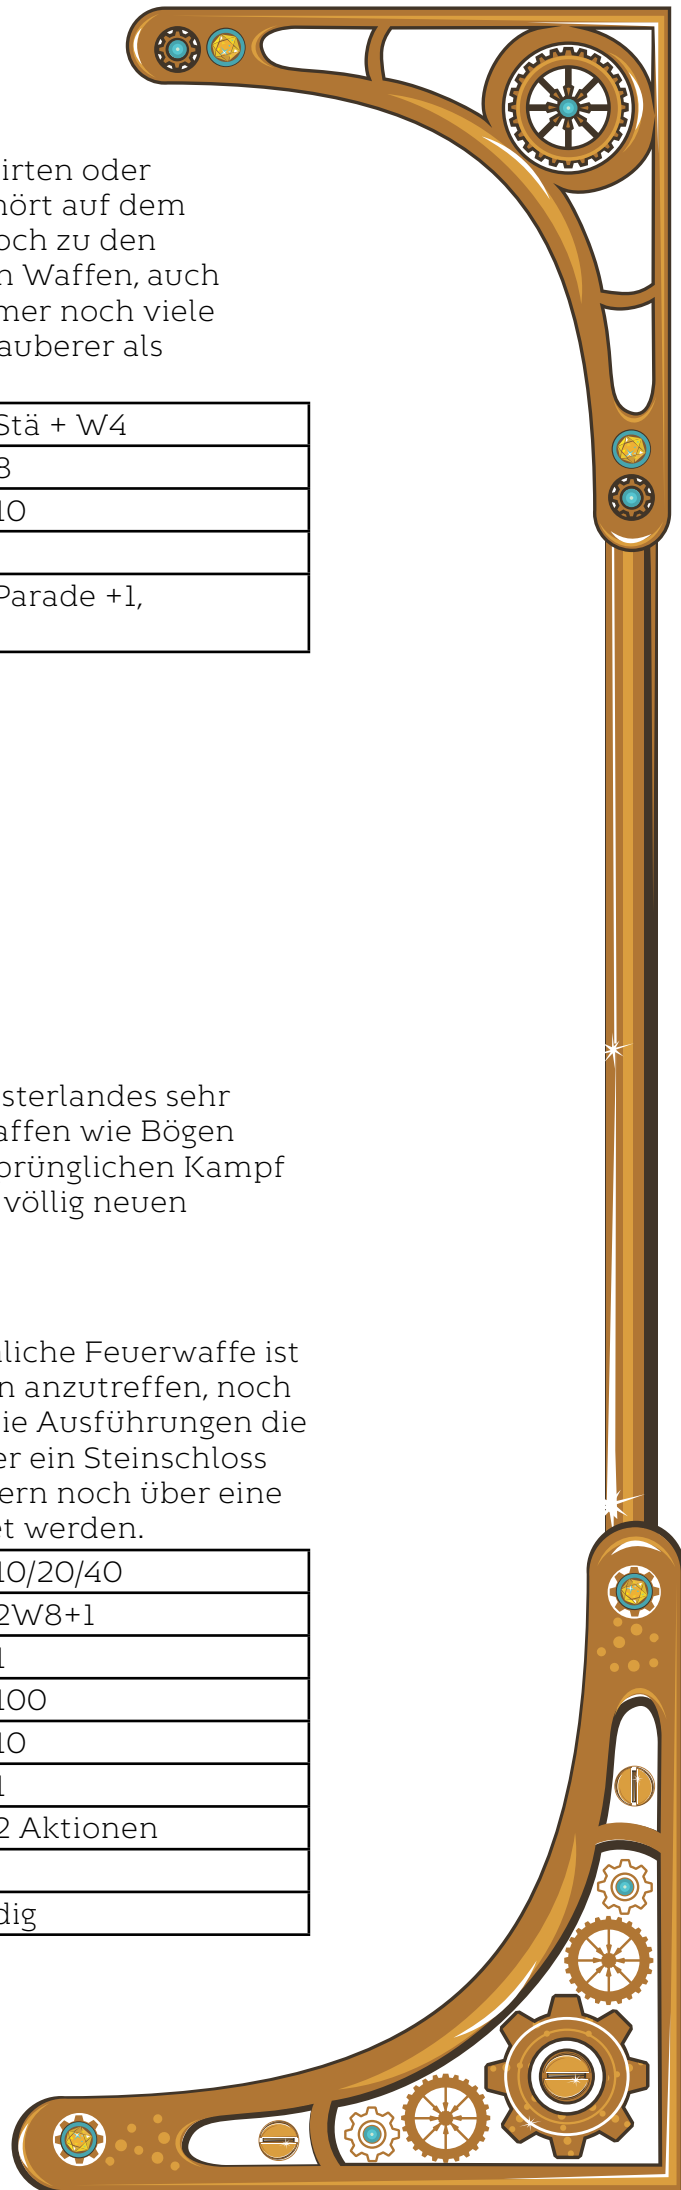 irten oder
hört auf dem
och zu den
n Waffen, auch
mer noch viele
auberer als
Stä + W4
8
10
Parade +1,
sterlandes sehr
affen wie Bögen
prünglichen Kampf
völlig neuen
liche Feuerwaffe ist
n anzutreffen, noch
ie Ausführungen die
er ein Steinschloss
ern noch über eine
et werden.
10/20/40
2W8+1
1
100
10
1
2 Aktionen
dig